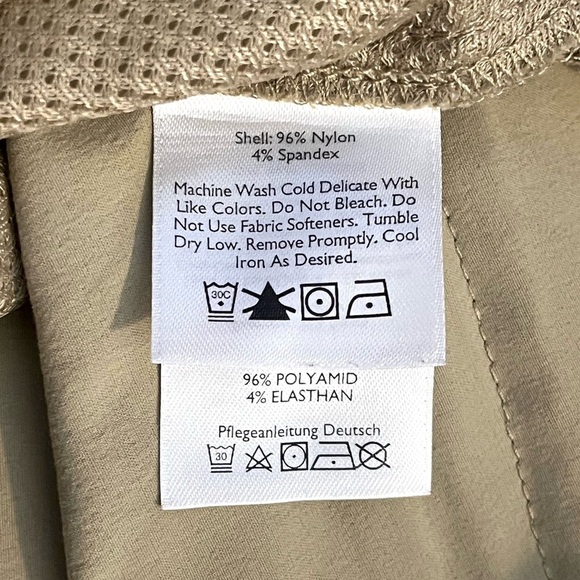 Shell: 96% Nylon
4% Spandex
Machine Wash Cold Delicate With
Like Colors. Do Not Bleach. Do
Not Use Fabric Softeners. Tumble
Dry Low. Remove Promptly. Cool
Iron As Desired.
30C
96% POLYAMID
4% ELASTHAN
Pflegeanleitung Deutsch
30